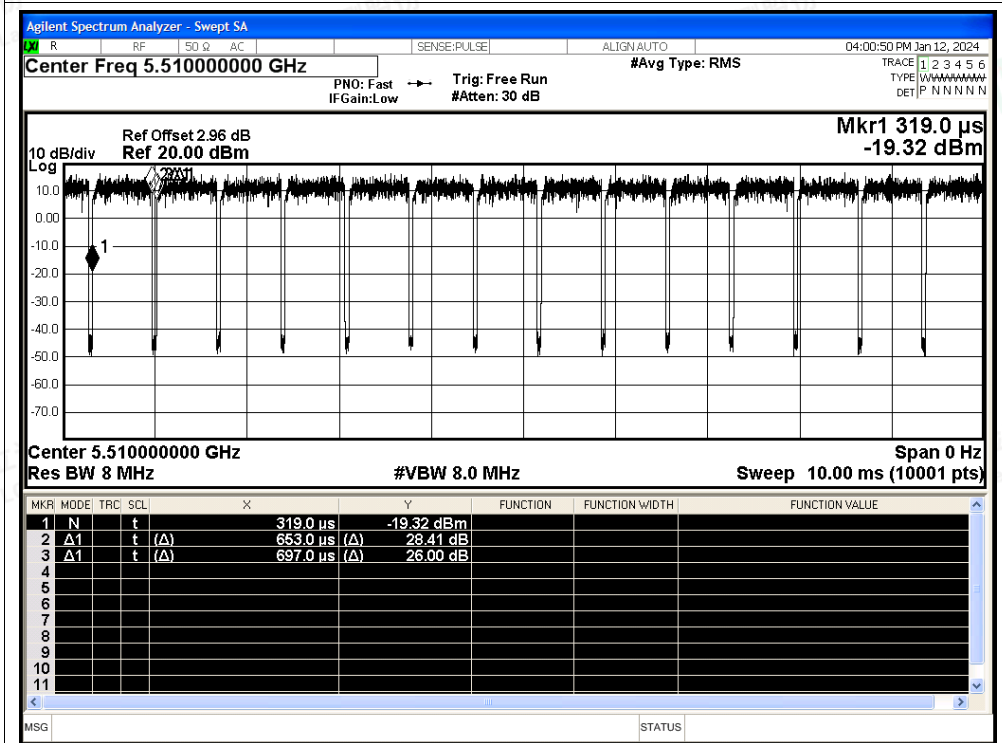 Agilent Spectrum Analyzer - Swept SA
LXI R RF 50 Ω AC SENSE:PULSE ALIGN AUTO 04:00:50 PM Jan 12, 2024
Center Freq 5.510000000 GHz #Avg Type: RMS TRACE 1 2 3 4 5 6
PNO: Fast Trig: Free Run TYPE WWWWWW
IFGain:Low #Atten: 30 dB DET P N N N N N
Mkr1 319.0 µs
Ref Offset 2.96 dB
10 dB/div Ref 20.00 dBm -19.32 dBm
Log
10.0
0.00
-10.0
1
-20.0
-30.0
-40.0
-50.0
-60.0
-70.0
Center 5.510000000 GHz Span 0 Hz
Res BW 8 MHz #VBW 8.0 MHz Sweep 10.00 ms (10001 pts)
MKR MODE TRC SCL X Y FUNCTION FUNCTION WIDTH FUNCTION VALUE
1 N t 319.0 µs -19.32 dBm
2 Δ1 t (Δ) 653.0 µs (Δ) 28.41 dB
3 Δ1 t (Δ) 697.0 µs (Δ) 26.00 dB
4
5
6
7
8
9
10
11
MSG STATUS